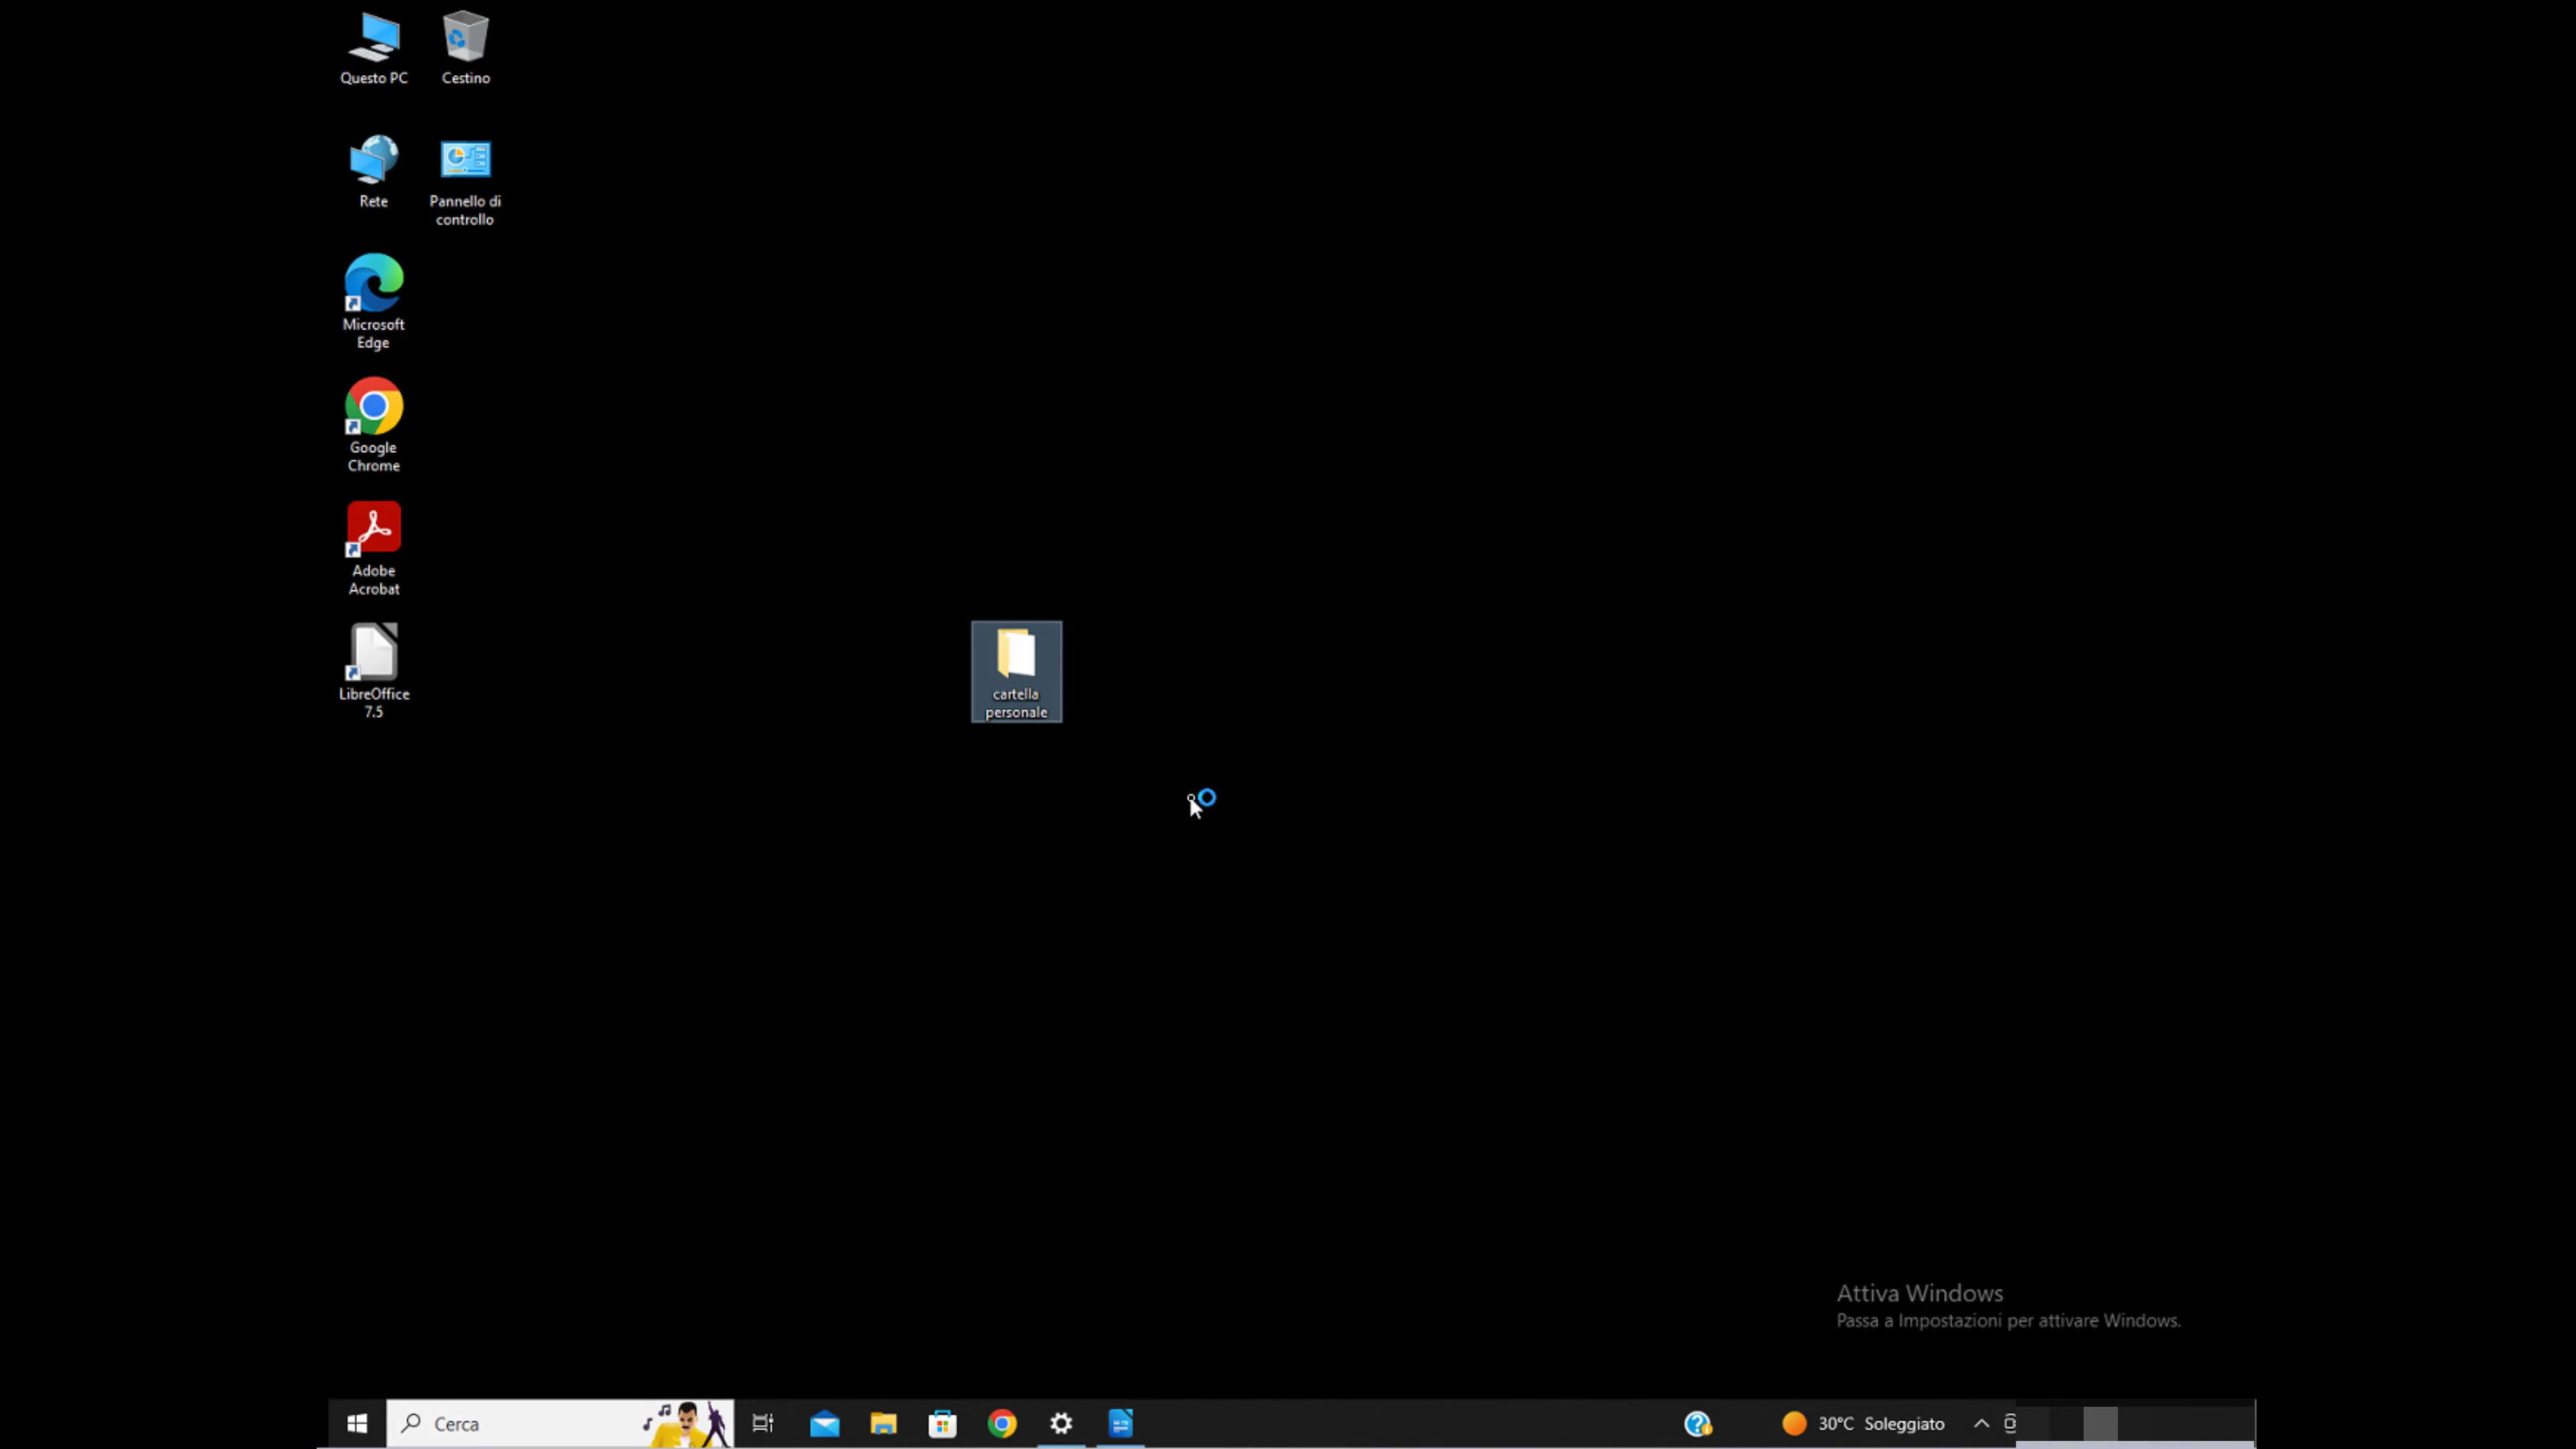 Questo PC
Cestino
Rete
Pannello di
controllo
Microsoft
Edge
Google
Chrome
Adobe
Acrobat
LibreOffice
7.5
cartella
personale
Attiva Windows
Passa a Impostazioni per attivare Windows.
Cerca
30°C Soleggiato